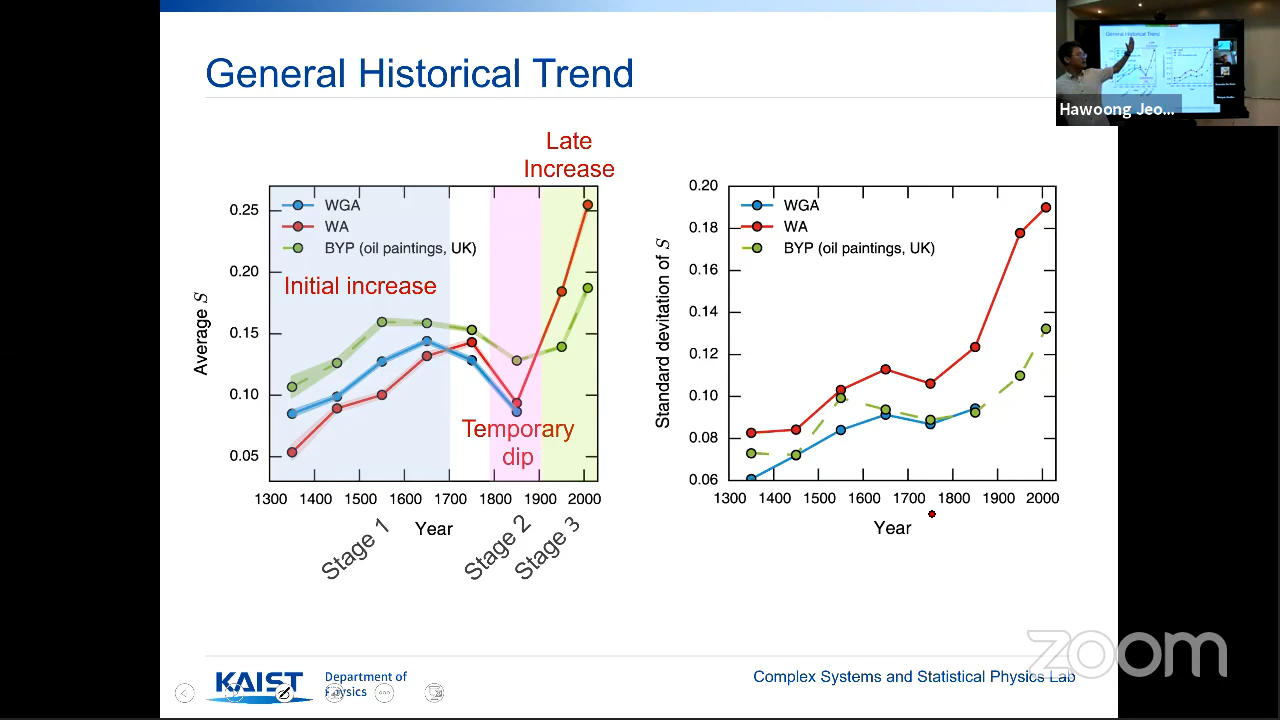 General Historical Trend
Hawoong Jeo...
Late
Increase
WGA
WA
BYP (oil paintings, UK)
Initial increase
Temporary
dip
0.25
0.20
0.15
0.10
0.05
Average S
1300 1400 1500 1600 1700 1800 1900 2000
Year
Stage 1
Stage 2
Stage 3
WGA
WA
BYP (oil paintings, UK)
0.20
0.18
0.16
0.14
0.12
0.10
0.08
0.06
Standard devitation of S
1300 1400 1500 1600 1700 1800 1900 2000
Year
zoom
KAIST
Department of
Physics
Complex Systems and Statistical Physics Lab